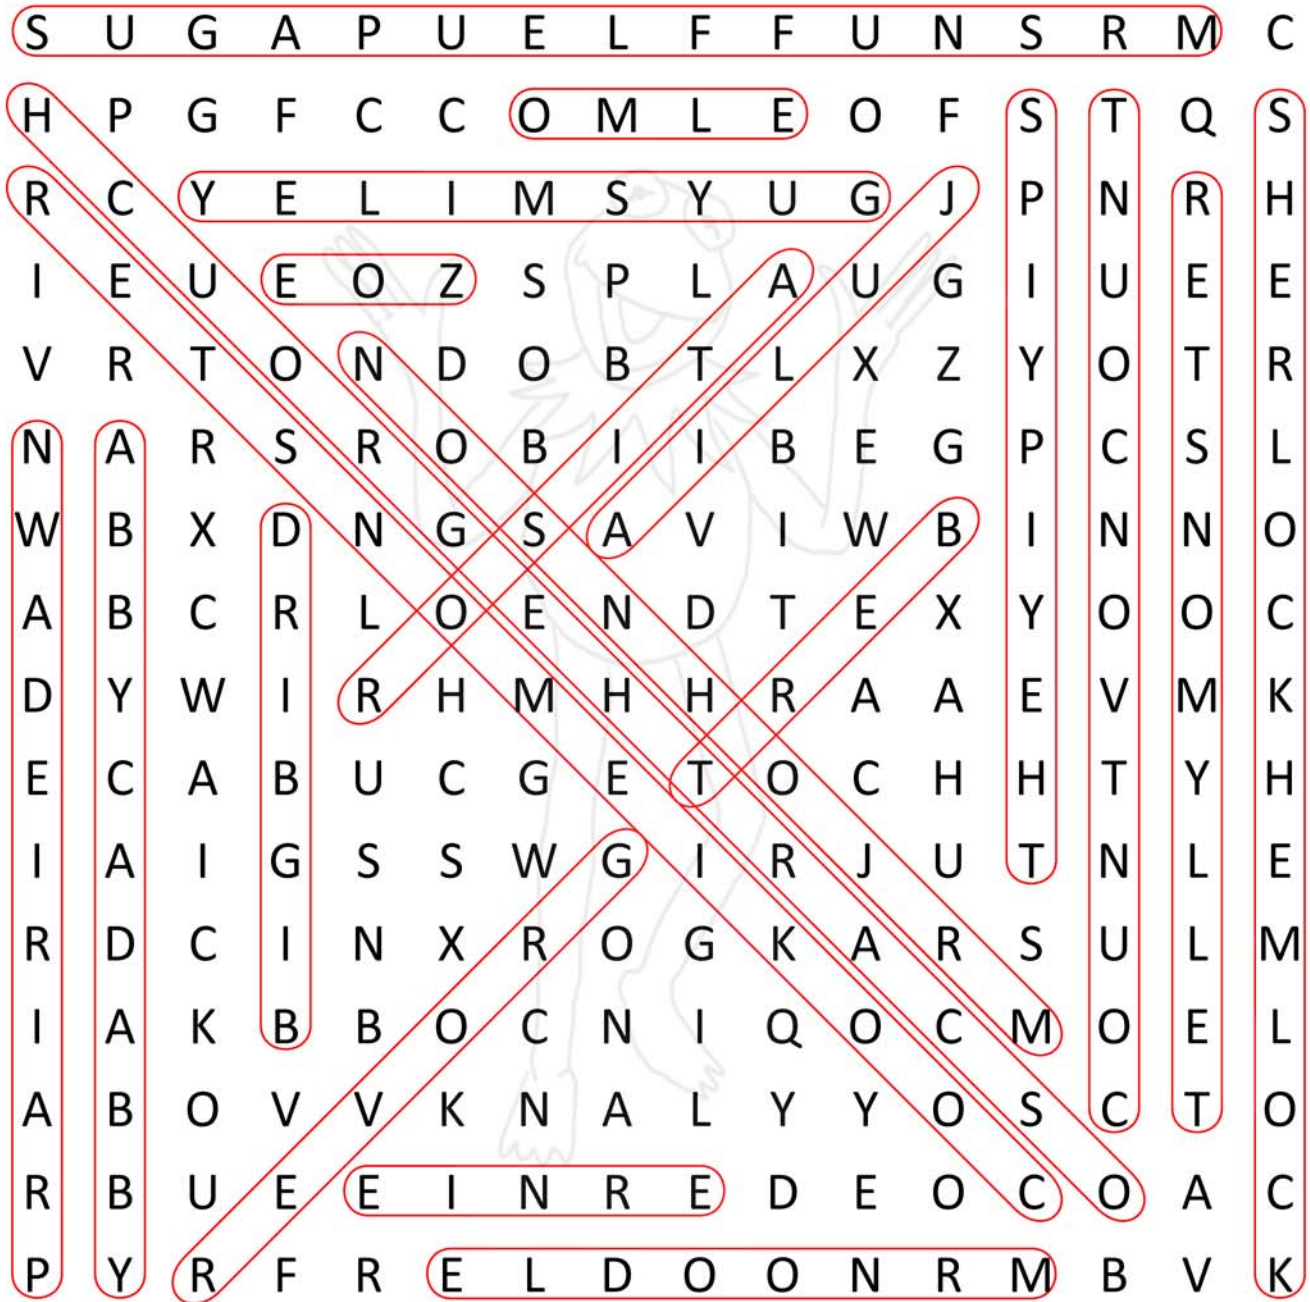 S U G A P U E L F F U N S R M C
H P G F C C O M L E O F S T Q S
R C Y E L I M S Y U G J P N R H
I E U E O Z S P L A U G I U E E
V R T O N D O B T L X Z Y O T R
N A R S R O B I I B E G P C S L
W B X D N G S A V I W B I N N O
A B C R L O E N D T E X Y O O C
D Y W I R H M H H R A A E V M K
E C A B U C G E T O C H H T Y H
I A I G S S W G I R J U T N L E
R D C I N X R O G K A R S U L M
I A K B B O C N I Q O C M O E L
A B O V V K N A L Y Y O S C T O
R B U E E I N R E D E O C O A C
P Y R F R E L D O O N R M B V K